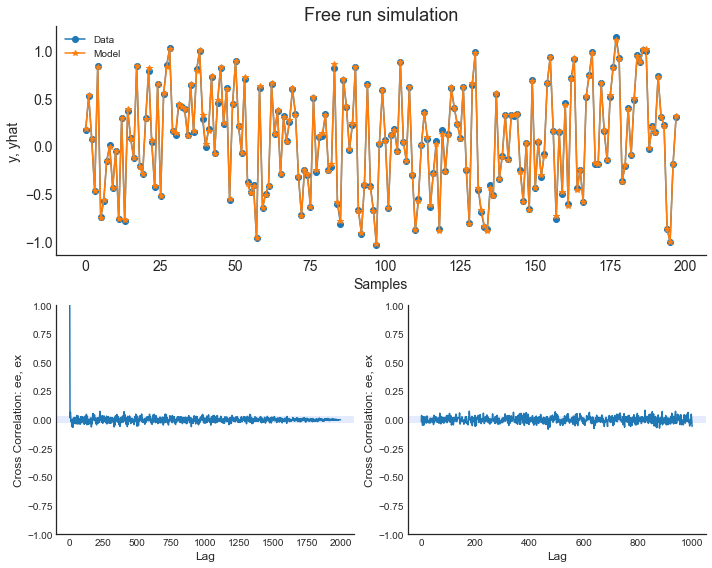 Free run simulation
Data
Model
y, yhat
1.0
0.5
0.0
−0.5
−1.0
0 25 50 75 100 125 150 175 200
Samples
Cross Correlation: ee, ex
1.00
0.75
0.50
0.25
0.00
−0.25
−0.50
−0.75
−1.00
0 250 500 750 1000 1250 1500 1750 2000
Lag
Cross Correlation: ee, ex
1.00
0.75
0.50
0.25
0.00
−0.25
−0.50
−0.75
−1.00
0 200 400 600 800 1000
Lag